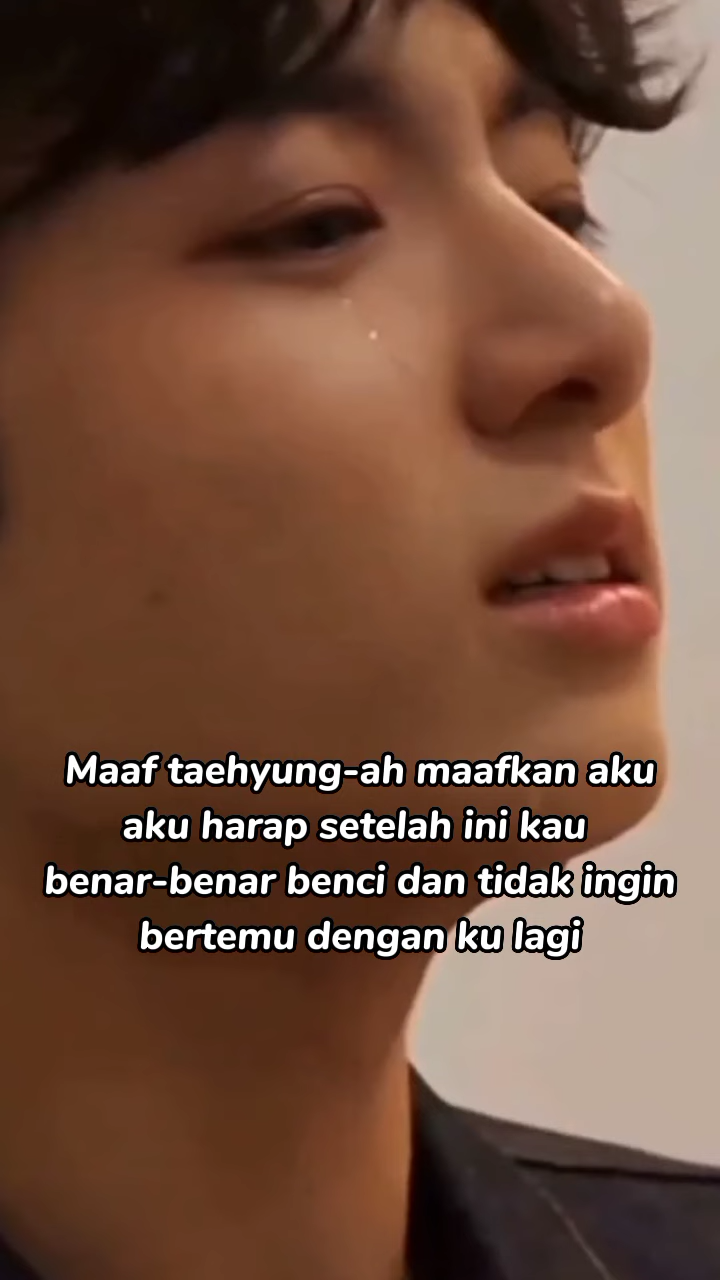 Maaf taehyung-ah maafkan aku
aku harap setelah ini kau
benar-benar benci dan tidak ingin
bertemu dengan ku lagi